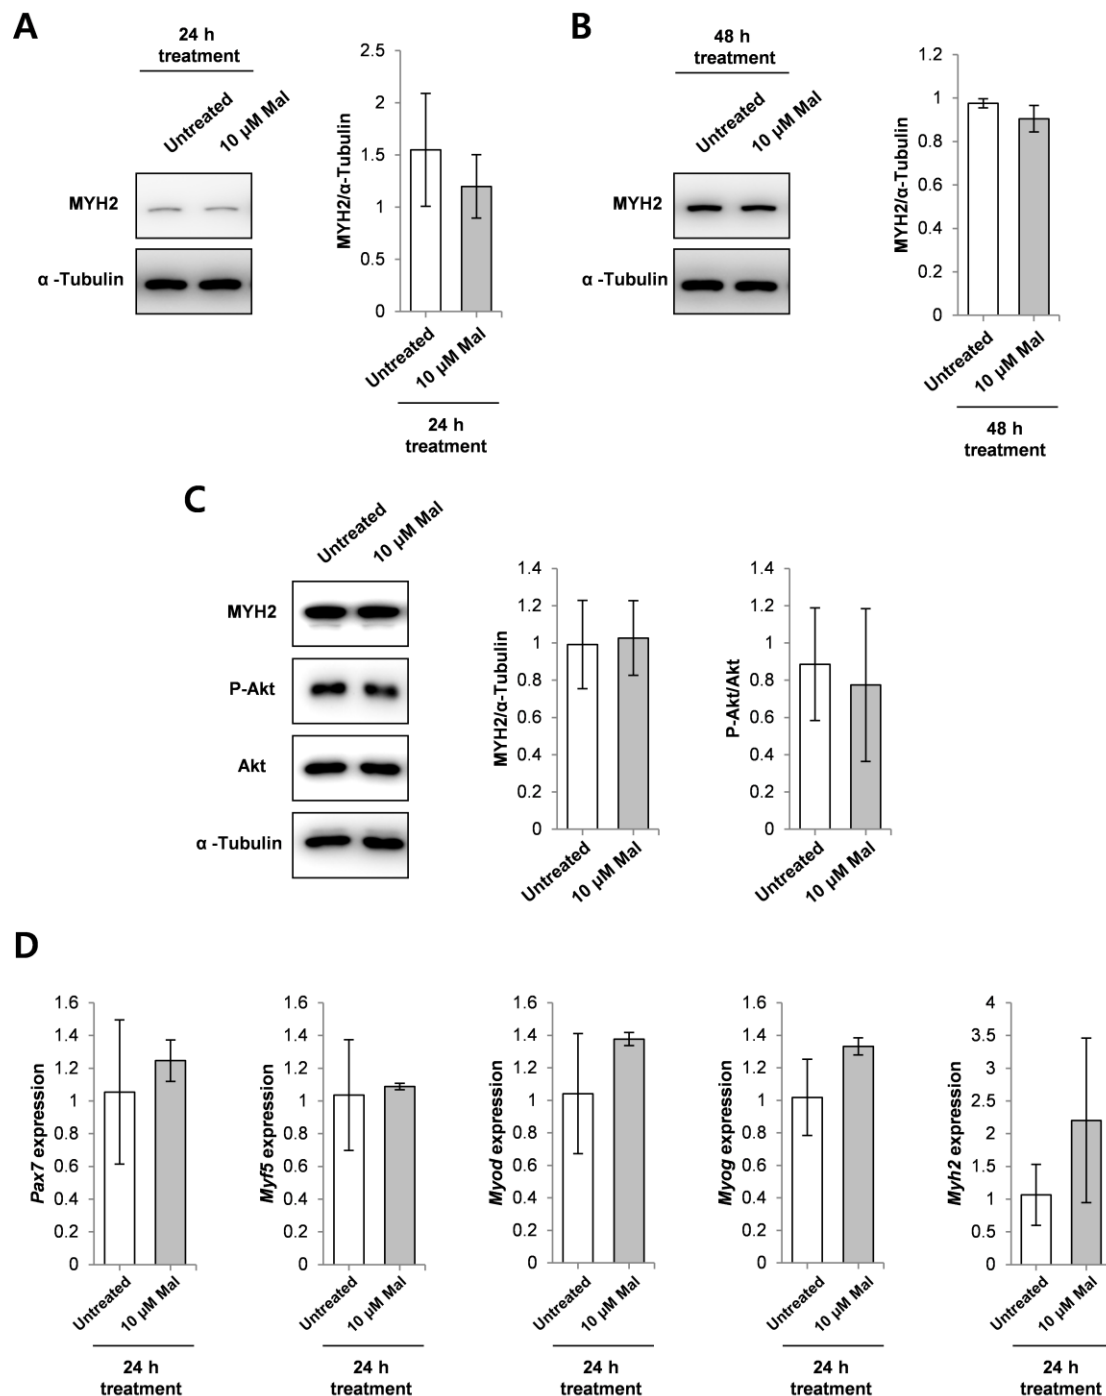 A
24 h
treatment
Untreated
10 µM Mal
MYH2
α -Tubulin
MYH2/α-Tubulin
2.5
2
1.5
1
0.5
0
Untreated
10 µM Mal
24 h
treatment
B
48 h
treatment
Untreated
10 µM Mal
MYH2
α -Tubulin
MYH2/α-Tubulin
1.2
1
0.8
0.6
0.4
0.2
0
Untreated
10 µM Mal
48 h
treatment
C
Untreated
10 µM Mal
MYH2
P-Akt
Akt
α -Tubulin
MYH2/α-Tubulin
1.4
1.2
1
0.8
0.6
0.4
0.2
0
Untreated
10 µM Mal
P-Akt/Akt
1.4
1.2
1
0.8
0.6
0.4
0.2
0
Untreated
10 µM Mal
D
Pax7 expression
1.6
1.4
1.2
1
0.8
0.6
0.4
0.2
0
Untreated
10 µM Mal
24 h
treatment
Myf5 expression
1.6
1.4
1.2
1
0.8
0.6
0.4
0.2
0
Untreated
10 µM Mal
24 h
treatment
Myod expression
1.6
1.4
1.2
1
0.8
0.6
0.4
0.2
0
Untreated
10 µM Mal
24 h
treatment
Myog expression
1.6
1.4
1.2
1
0.8
0.6
0.4
0.2
0
Untreated
10 µM Mal
24 h
treatment
Myh2 expression
4
3.5
3
2.5
2
1.5
1
0.5
0
Untreated
10 µM Mal
24 h
treatment